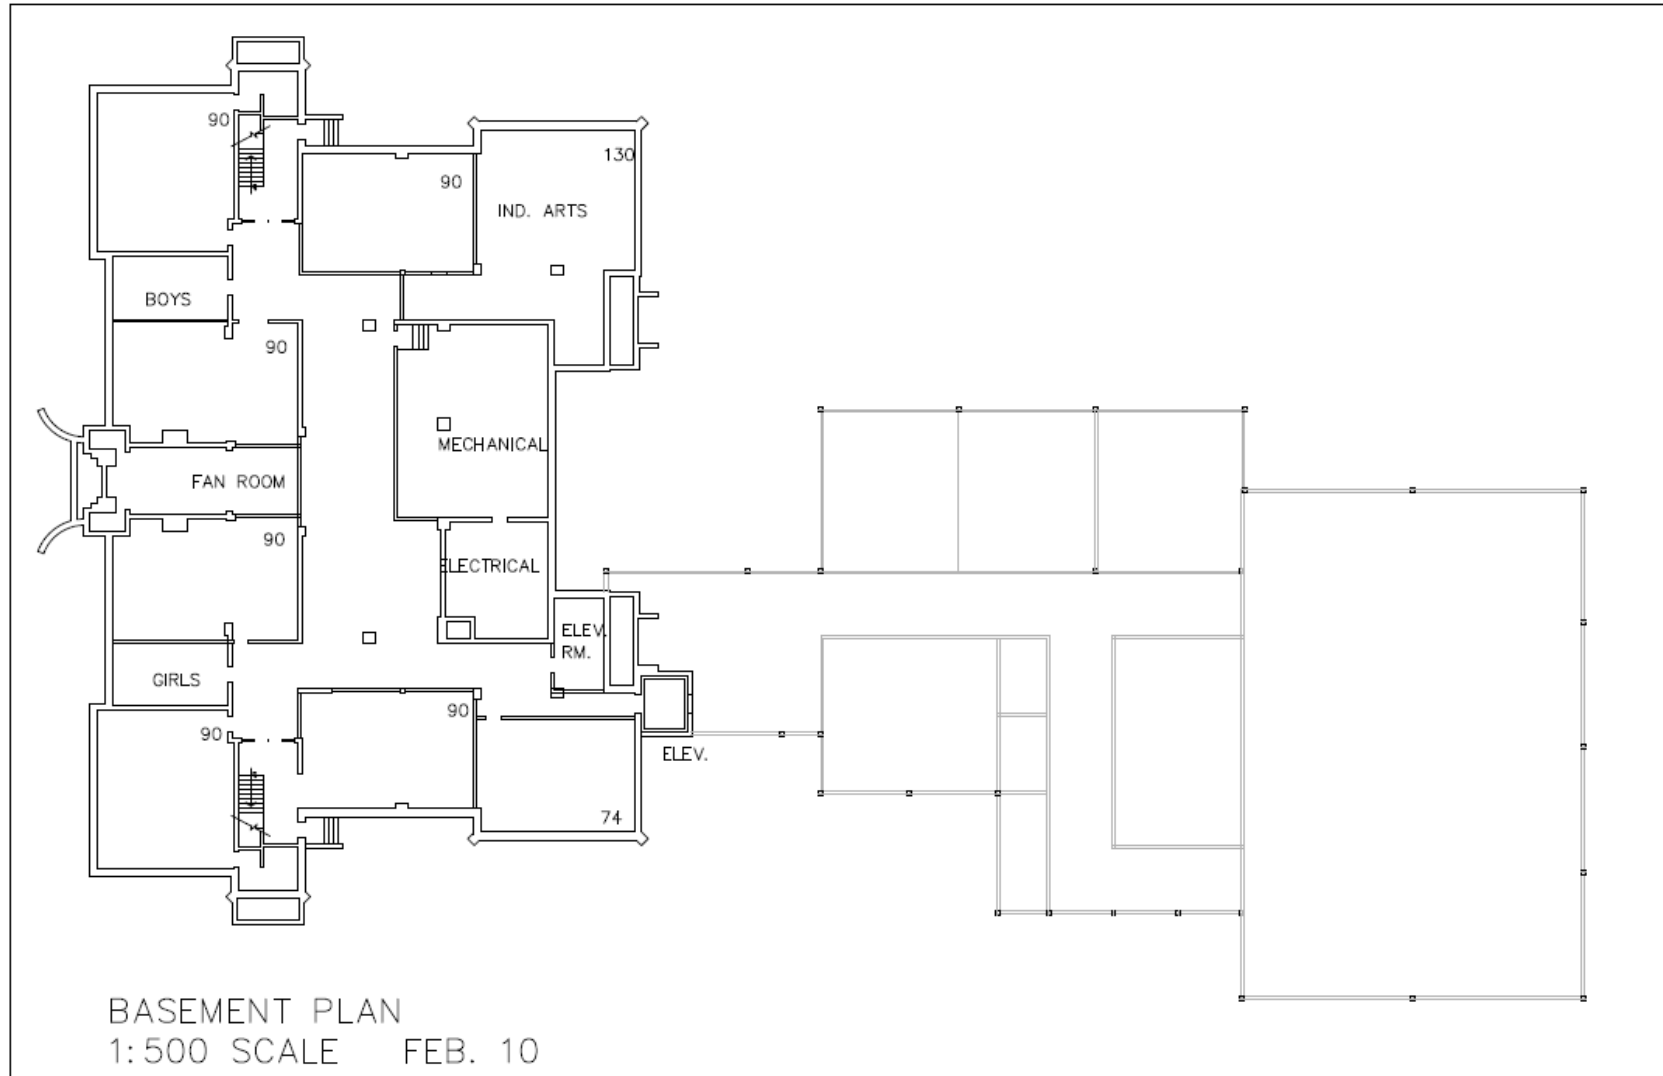 90
130
90
IND. ARTS
BOYS
90
MECHANICAL
FAN ROOM
90
ELECTRICAL
ELEV.
RM.
GIRLS
90
90
ELEV.
74
BASEMENT PLAN
1:500 SCALE FEB. 10